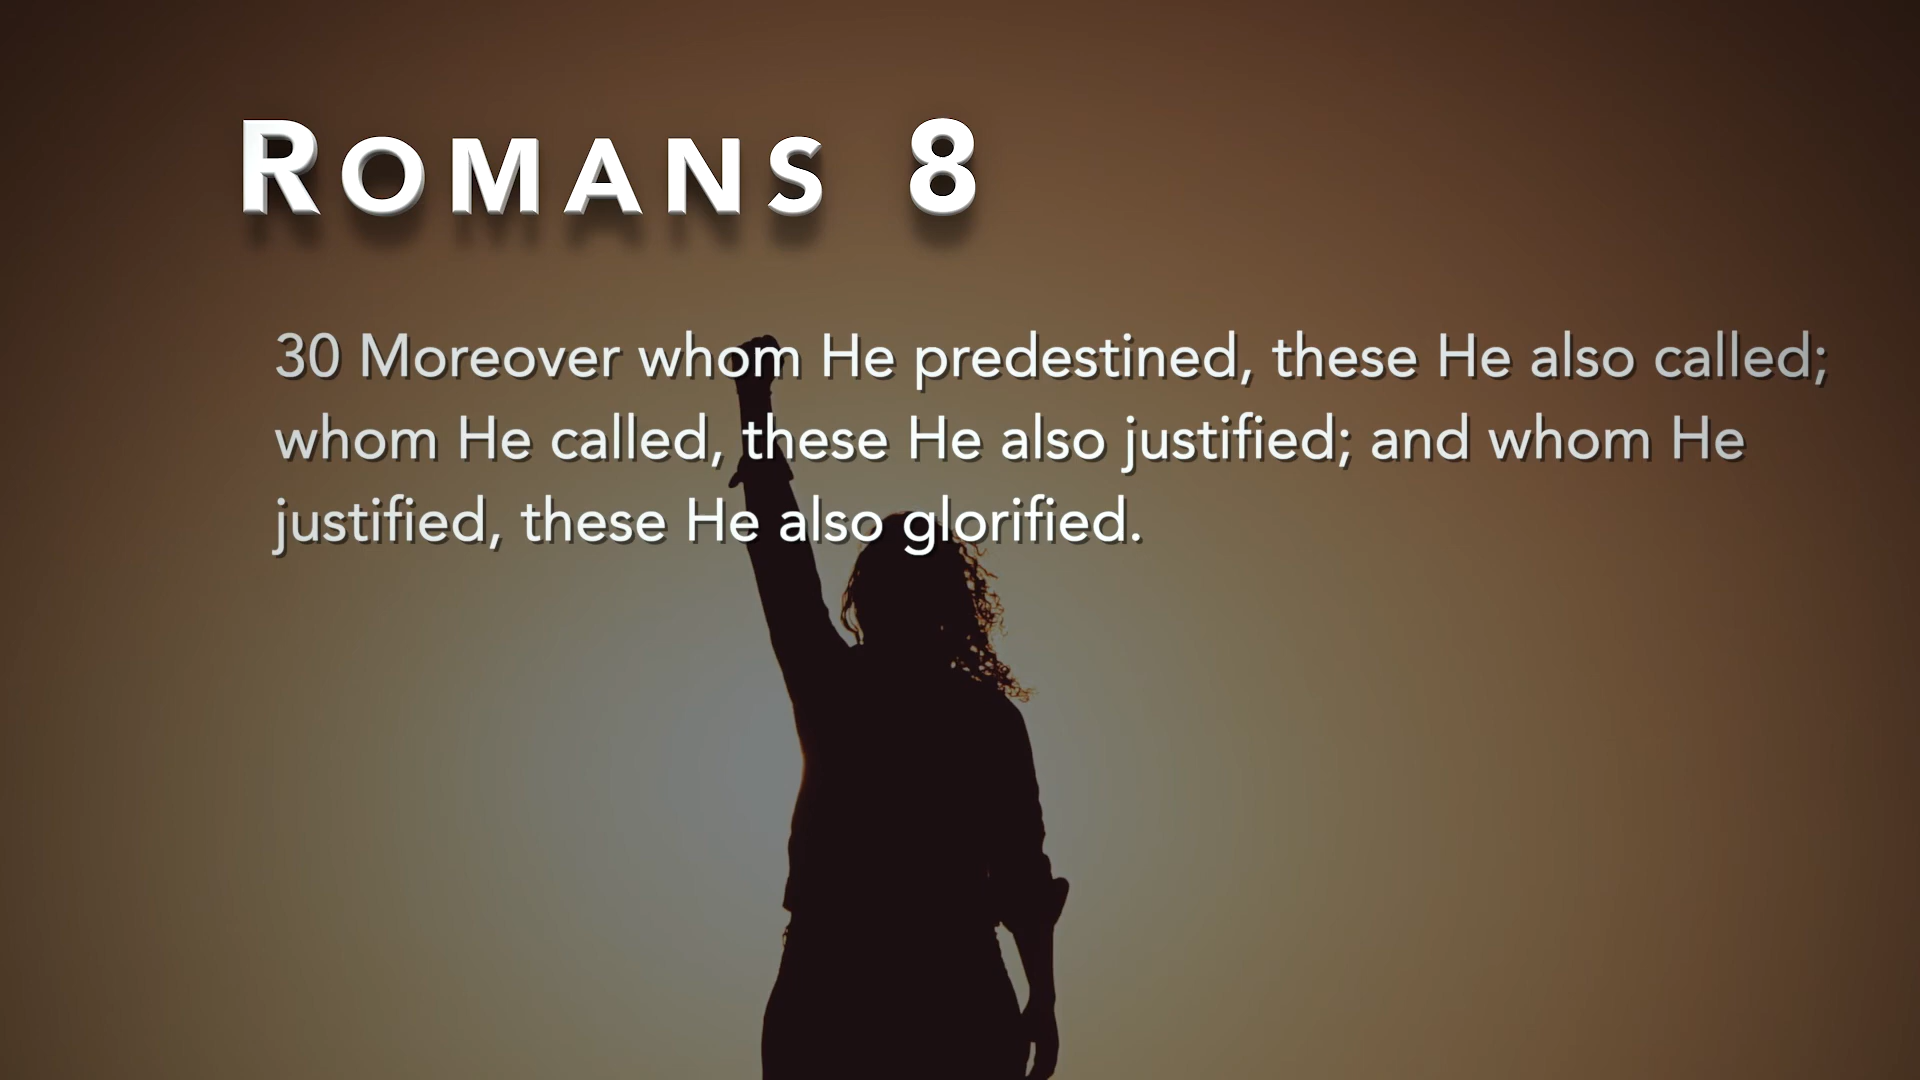 Romans 8
30 Moreover whom He predestined, these He also called;
whom He called, these He also justified; and whom He
justified, these He also glorified.